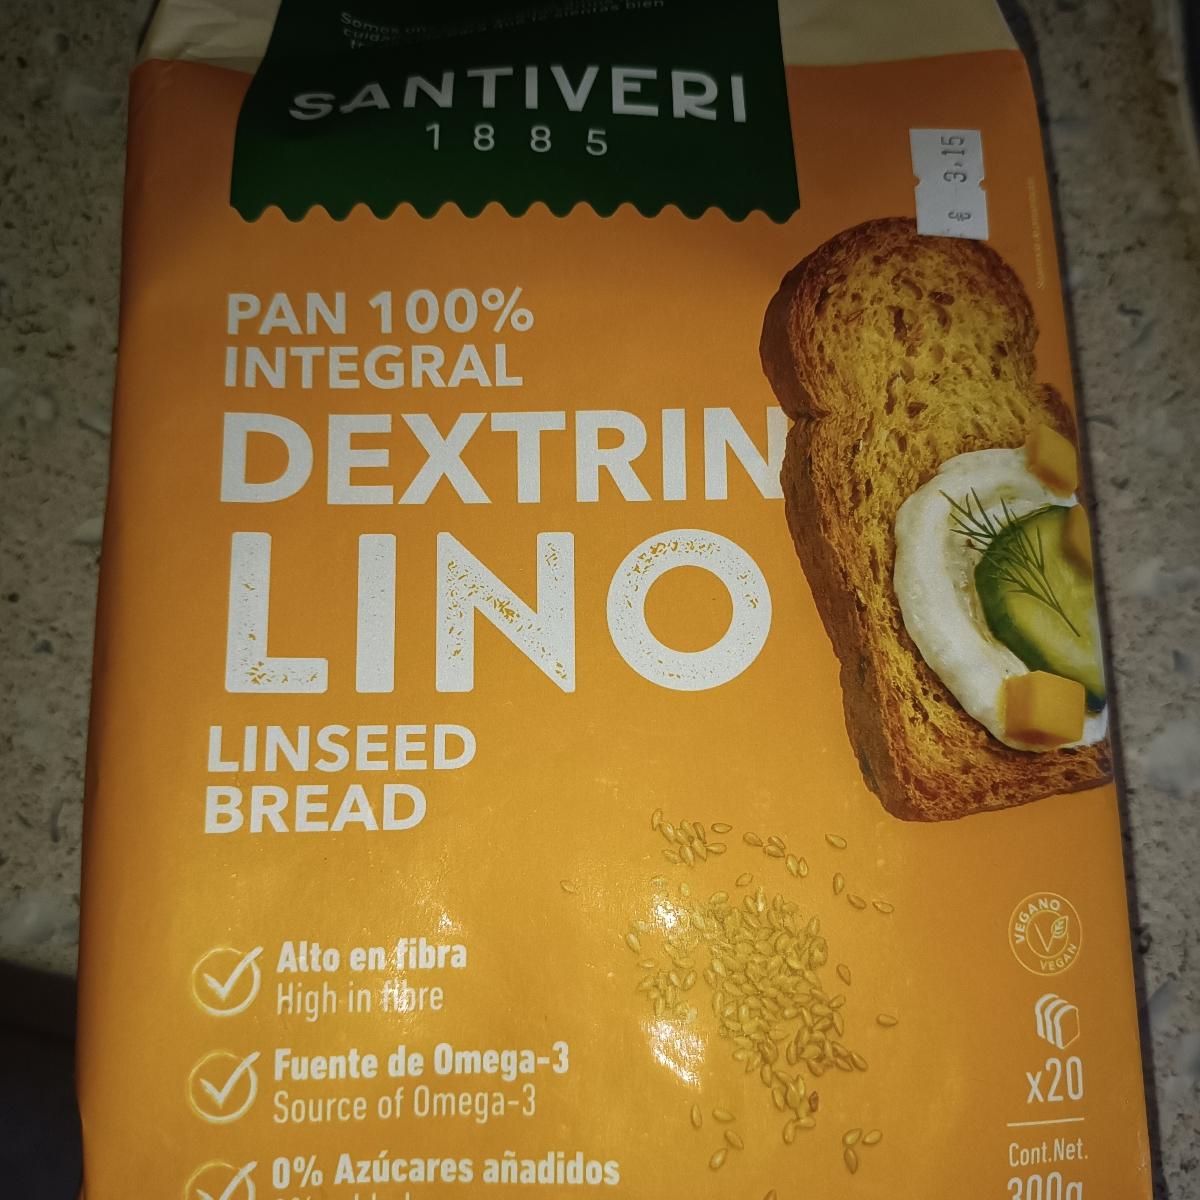 Somos
SANTIVERI
1885
€ 3,15
PAN 100%
INTEGRAL
DEXTRIN
LINO
LINSEED
BREAD
Alto en fibra
High in fibre
Fuente de Omega-3
Source of Omega-3
0% Azúcares añadidos
VEGANO
VEGAN
x20
Cont.Net.
300g